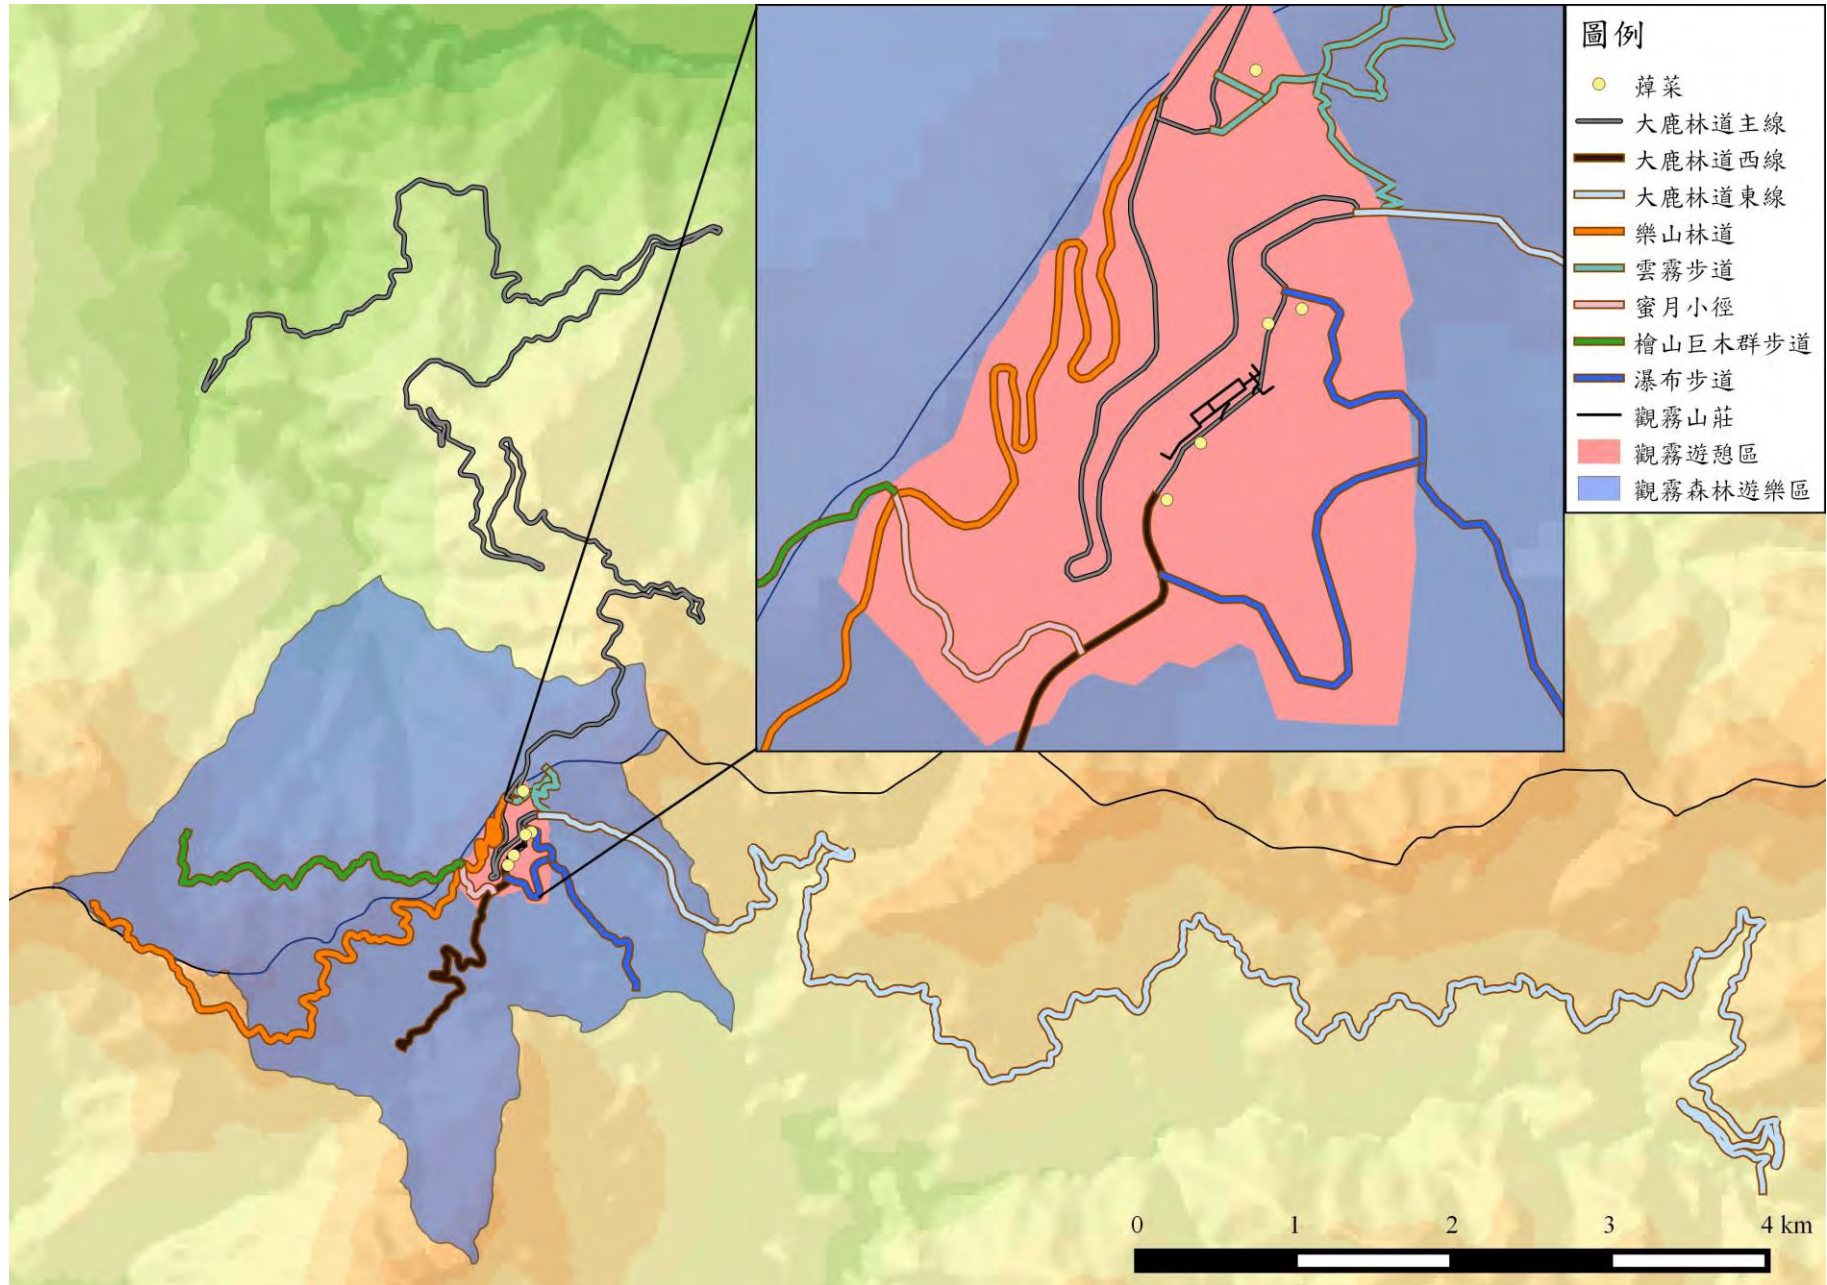 圖例
焊菜
大鹿林道主線
大鹿林道西線
大鹿林道東線
樂山林道
雲霧步道
蜜月小徑
檜山巨木群步道
瀑布步道
觀霧山莊
觀霧遊憩區
觀霧森林遊樂區
0 1 2 3 4 km